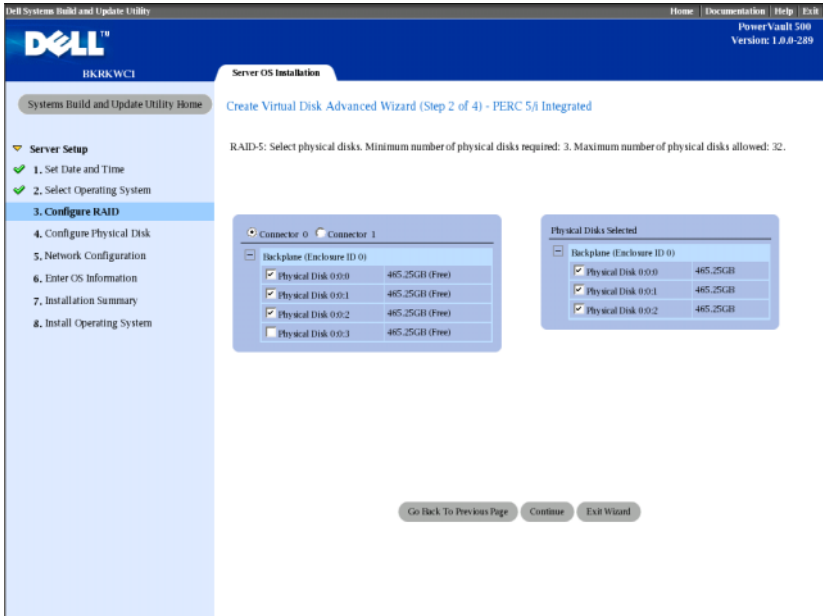 Dell Systems Build and Update Utility
Home Documentation Help Exit
DELL™
PowerVault 500
Version: 1.0.0-289
BKRKWC1
Server OS Installation
Systems Build and Update Utility Home
Create Virtual Disk Advanced Wizard (Step 2 of 4) - PERC 5/i Integrated
Server Setup
1. Set Date and Time
2. Select Operating System
3. Configure RAID
4. Configure Physical Disk
5. Network Configuration
6. Enter OS Information
7. Installation Summary
8. Install Operating System
RAID-5: Select physical disks. Minimum number of physical disks required: 3. Maximum number of physical disks allowed: 32.
Connector 0 Connector 1
Backplane (Enclosure ID 0)
Physical Disk 0:0:0 465.25GB (Free)
Physical Disk 0:0:1 465.25GB (Free)
Physical Disk 0:0:2 465.25GB (Free)
Physical Disk 0:0:3 465.25GB (Free)
Physical Disks Selected
Backplane (Enclosure ID 0)
Physical Disk 0:0:0 465.25GB
Physical Disk 0:0:1 465.25GB
Physical Disk 0:0:2 465.25GB
Go Back To Previous Page Continue Exit Wizard